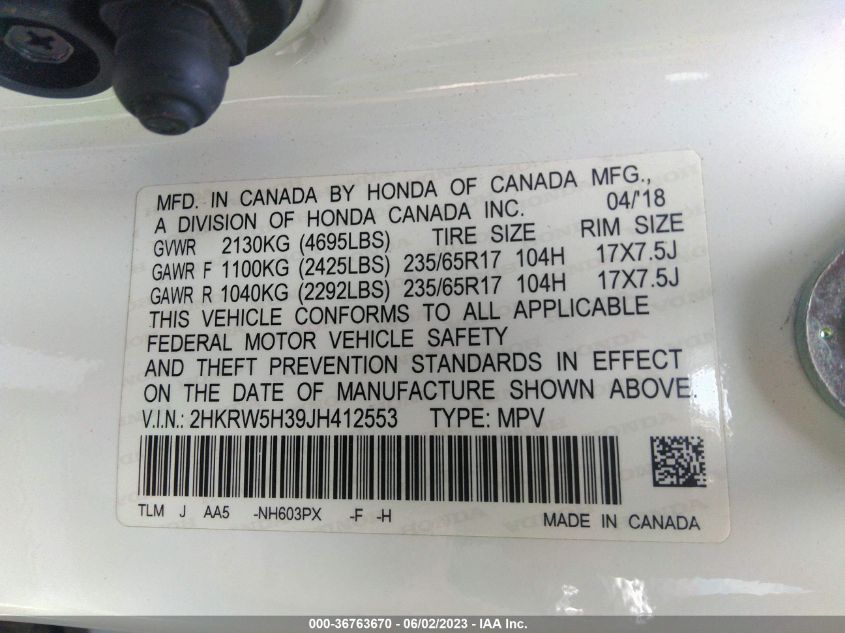 MFD. IN CANADA BY HONDA OF CANADA MFG.,
A DIVISION OF HONDA CANADA INC. 04/'18
GVWR 2130KG (4695LBS) TIRE SIZE RIM SIZE
GAWR F 1100KG (2425LBS) 235/65R17 104H 17X7.5J
GAWR R 1040KG (2292LBS) 235/65R17 104H 17X7.5J
THIS VEHICLE CONFORMS TO ALL APPLICABLE
FEDERAL MOTOR VEHICLE SAFETY
AND THEFT PREVENTION STANDARDS IN EFFECT
ON THE DATE OF MANUFACTURE SHOWN ABOVE.
V.I.N.: 2HKRW5H39JH412553 TYPE: MPV
TLM J AA5 -NH603PX -F -H MADE IN CANADA
000-36763670 - 06/02/2023 - IAA Inc.